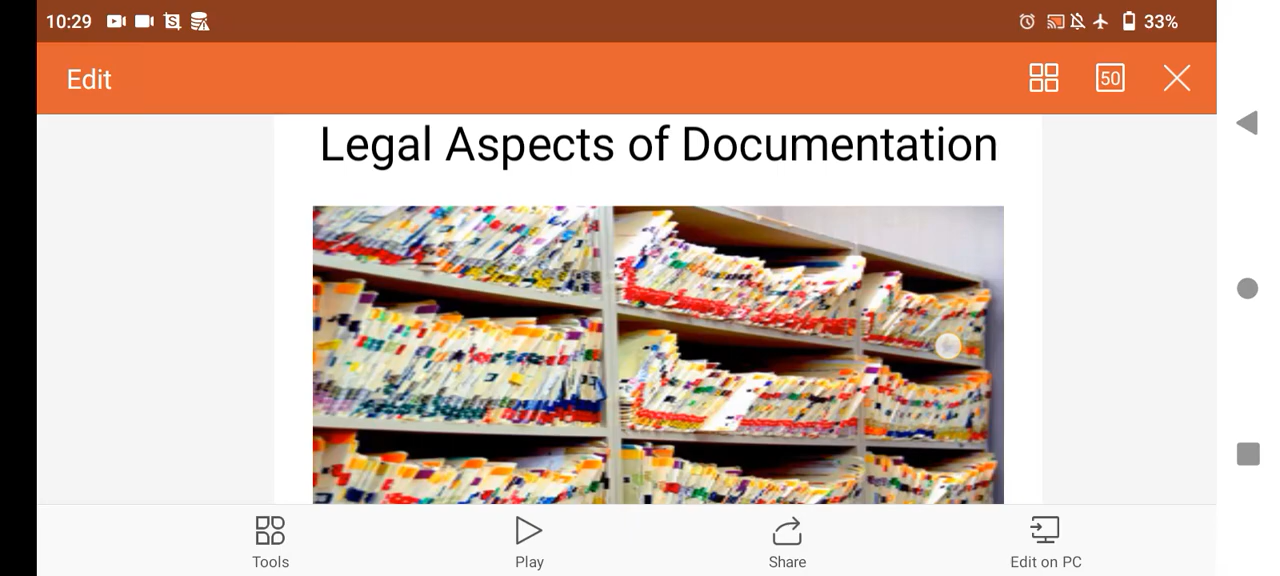 10:29
33%
Edit
50
Legal Aspects of Documentation
Tools
Play
Share
Edit on PC